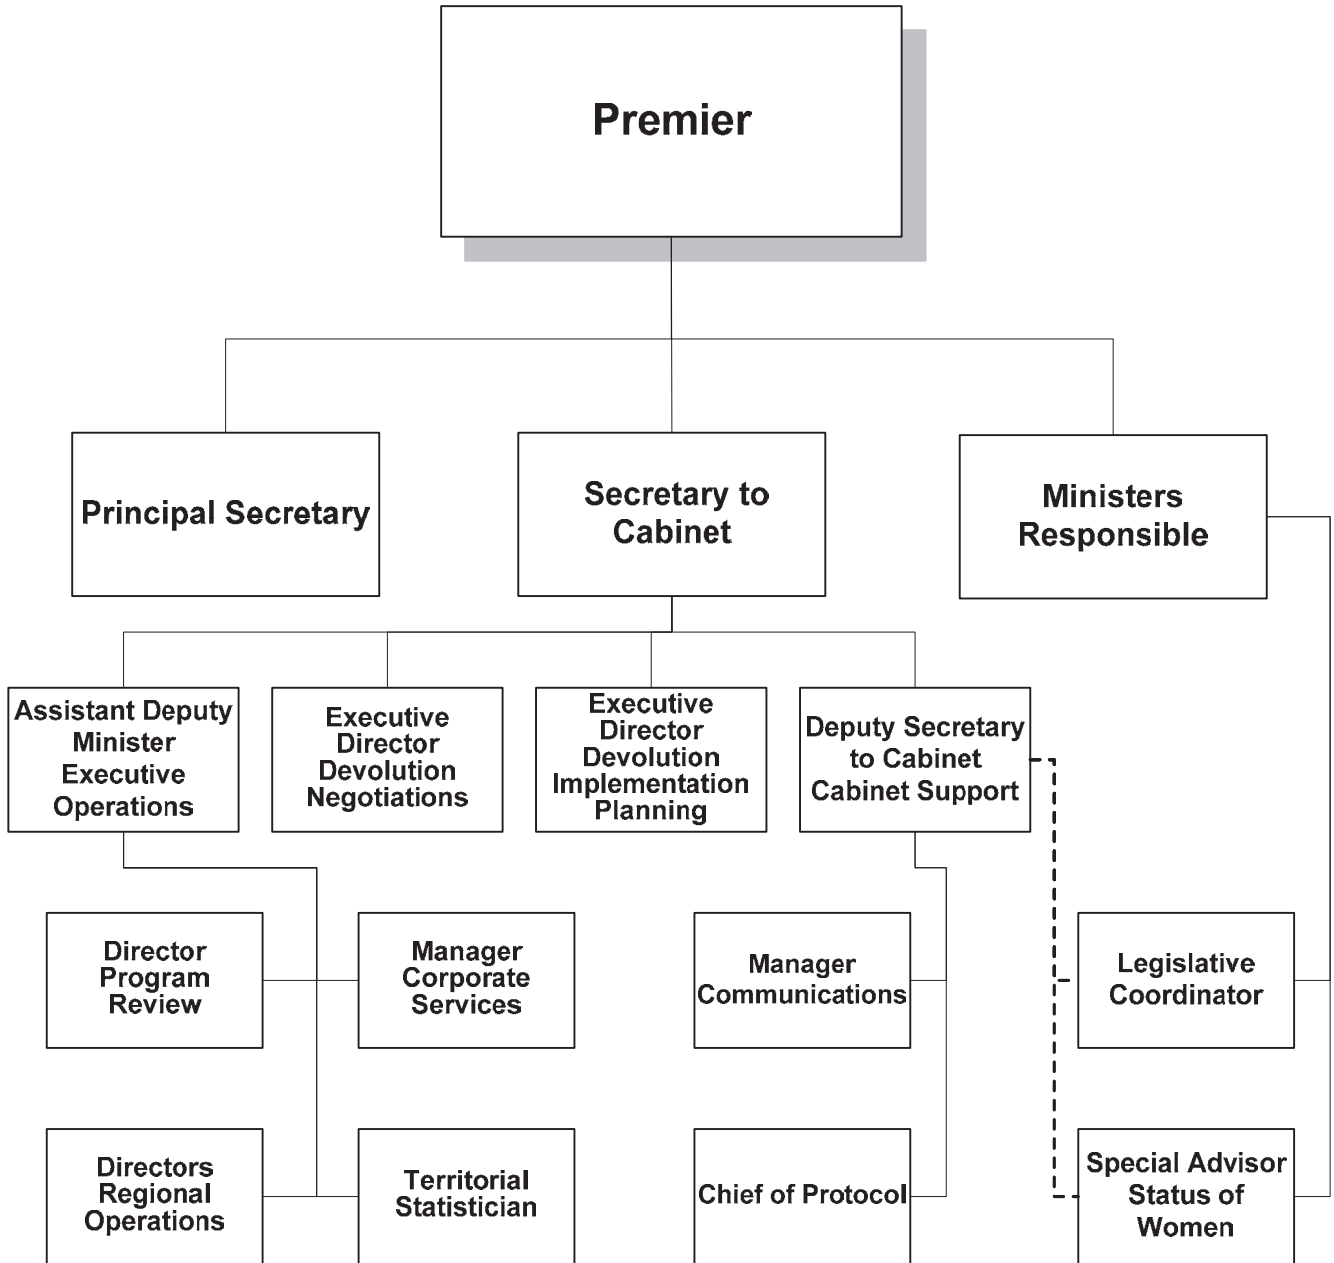 Premier
Principal Secretary
Secretary to
Cabinet
Ministers
Responsible
Assistant Deputy
Minister
Executive
Operations
Executive
Director
Devolution
Negotiations
Executive
Director
Devolution
Implementation
Planning
Deputy Secretary
to Cabinet
Cabinet Support
Director
Program
Review
Manager
Corporate
Services
Manager
Communications
Legislative
Coordinator
Directors
Regional
Operations
Territorial
Statistician
Chief of Protocol
Special Advisor
Status of
Women